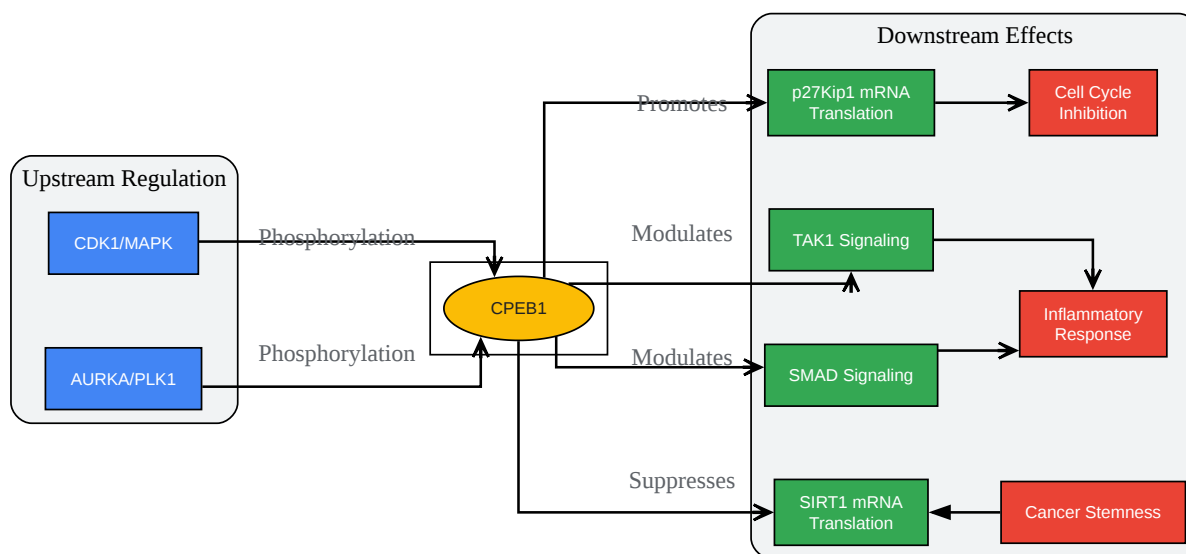 Downstream Effects
Promotes
p27Kip1 mRNA
Translation
Cell Cycle
Inhibition
Upstream Regulation
CDK1/MAPK
Phosphorylation
Modulates
TAK1 Signaling
CPEB1
Inflammatory
Response
Phosphorylation
Modulates
AURKA/PLK1
SMAD Signaling
Suppresses
SIRT1 mRNA
Translation
Cancer Stemness